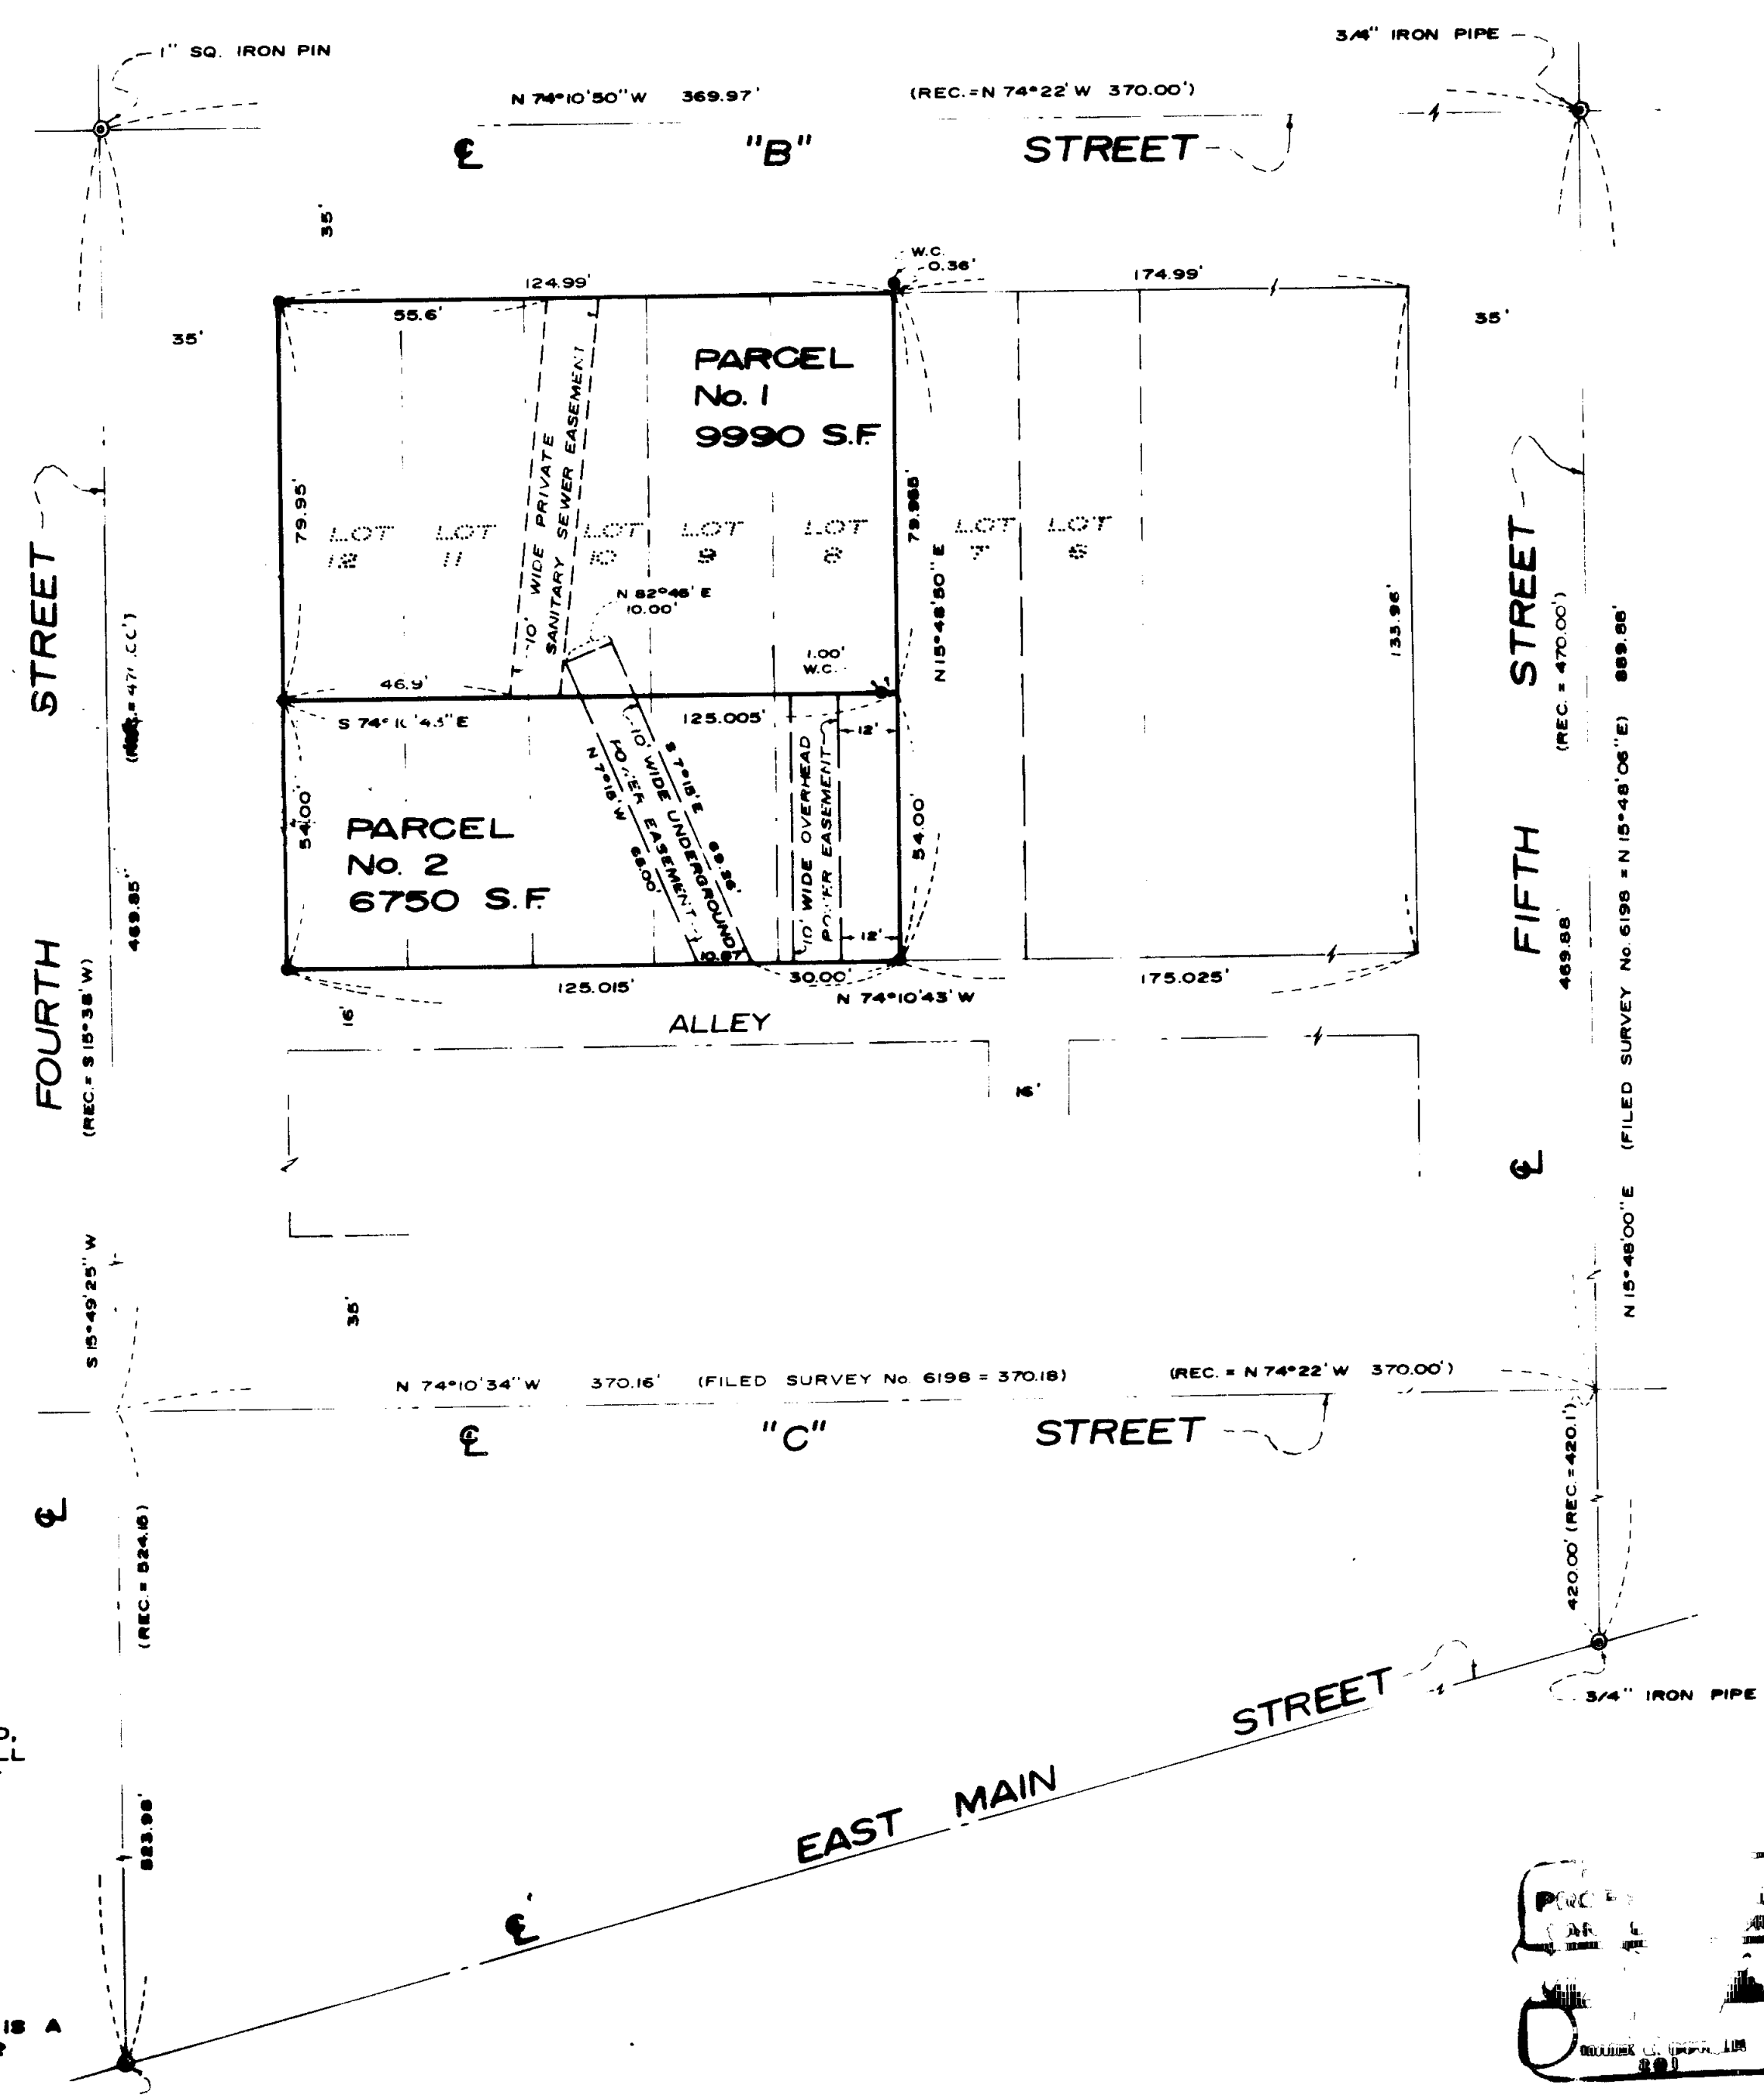 1" SQ. IRON PIN
3/4" IRON PIPE
N 74°10'50" W 369.97' (REC.=N 74°22' W 370.00')
℄ "B" STREET
35'
W.C.
0.36'
124.99'
174.99'
55.6'
35'
35'
PARCEL
No. 1
9990 S.F.
10' WIDE PRIVATE
SANITARY SEWER EASEMENT
79.95'
79.965'
N 15°48'50" E
LOT
12
LOT
11
LOT
10
LOT
9
LOT
8
LOT
7
LOT
N 82°45' E
10.00'
1.00'
W.C.
46.9'
S 74°10'43" E
125.005'
12'
133.96'
54.00'
54.00'
PARCEL
No. 2
6750 S.F.
N 7°15' W
68.00'
10' WIDE UNDERGROUND
POWER EASEMENT
S 7°15' E
69.26'
10' WIDE OVERHEAD
POWER EASEMENT
12'
10.67
30.00'
125.015'
N 74°10'43" W
175.025'
16'
ALLEY
16'
35'
FOURTH STREET
(REC.= S 15°38' W)
469.85'
S 15°49'25" W
FIFTH STREET
(REC. = 470.00')
469.88'
889.88'
N 15°48'00" E (FILED SURVEY No. 6198 = N 15°48'06" E)
℄
N 74°10'34" W 370.16' (FILED SURVEY No. 6198 = 370.18) (REC. = N 74°22' W 370.00')
℄ "C" STREET
℄
(REC. = 524.16)
523.98'
420.00' (REC. = 420.1')
3/4" IRON PIPE
℄ EAST MAIN STREET
IS A